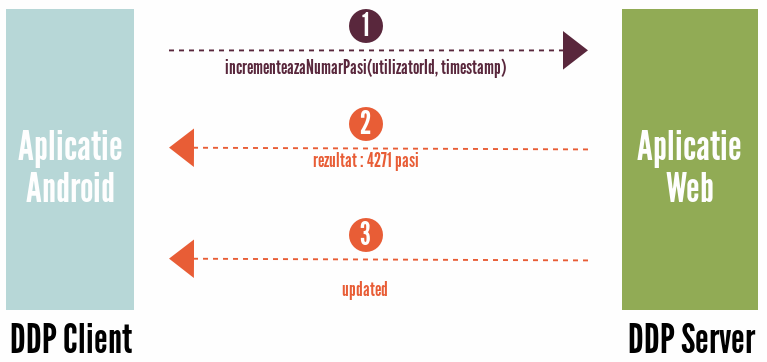 1
incrementeazaNumarPasi(utilizatorId, timestamp)
2
rezultat : 4271 pasi
3
updated
Aplicatie
Android
Aplicatie
Web
DDP Client
DDP Server